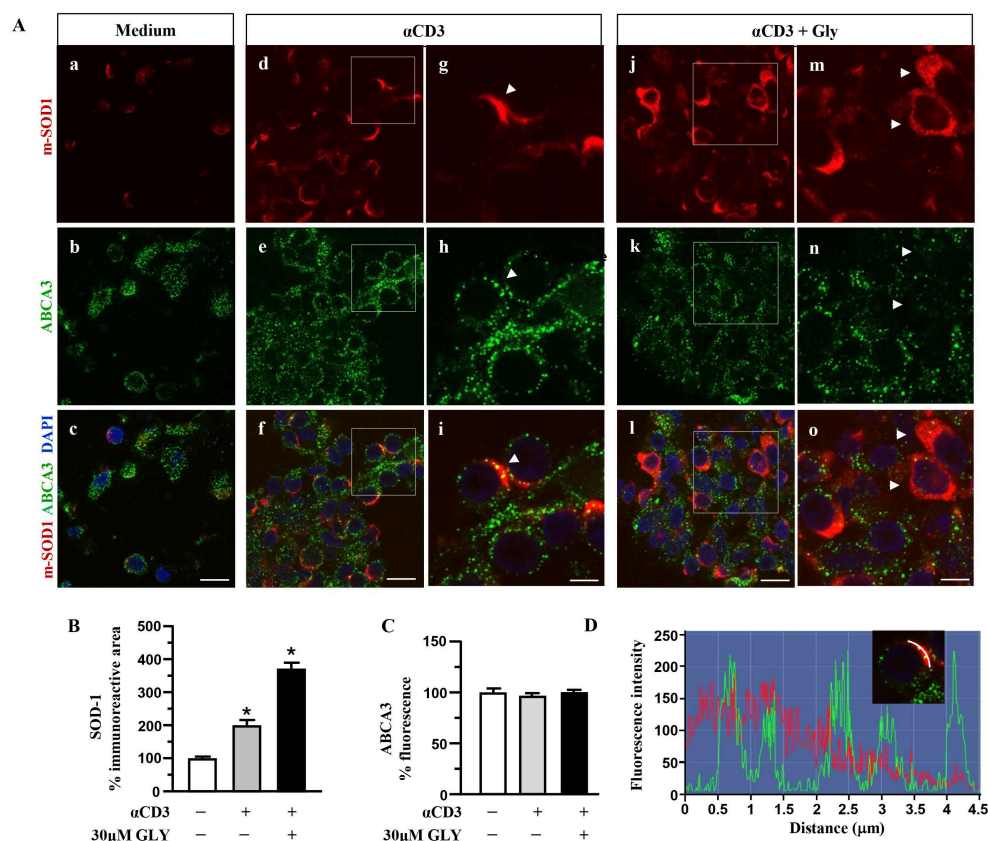 A
Medium
αCD3
αCD3 + Gly
a
d
g
j
m
m-SOD1
b
e
h
k
n
ABCA3
c
f
i
l
o
m-SOD1 ABCA3 DAPI
B
SOD-1
% immunoreactive area
500
400
300
200
100
0
*
*
αCD3 – + +
30μM GLY – – +
C
ABCA3
% fluorescence
150
100
50
0
αCD3 – + +
30μM GLY – – +
D
Fluorescence intensity
250
200
150
100
50
0
0 0.5 1 1.5 2 2.5 3 3.5 4 4.5
Distance (μm)